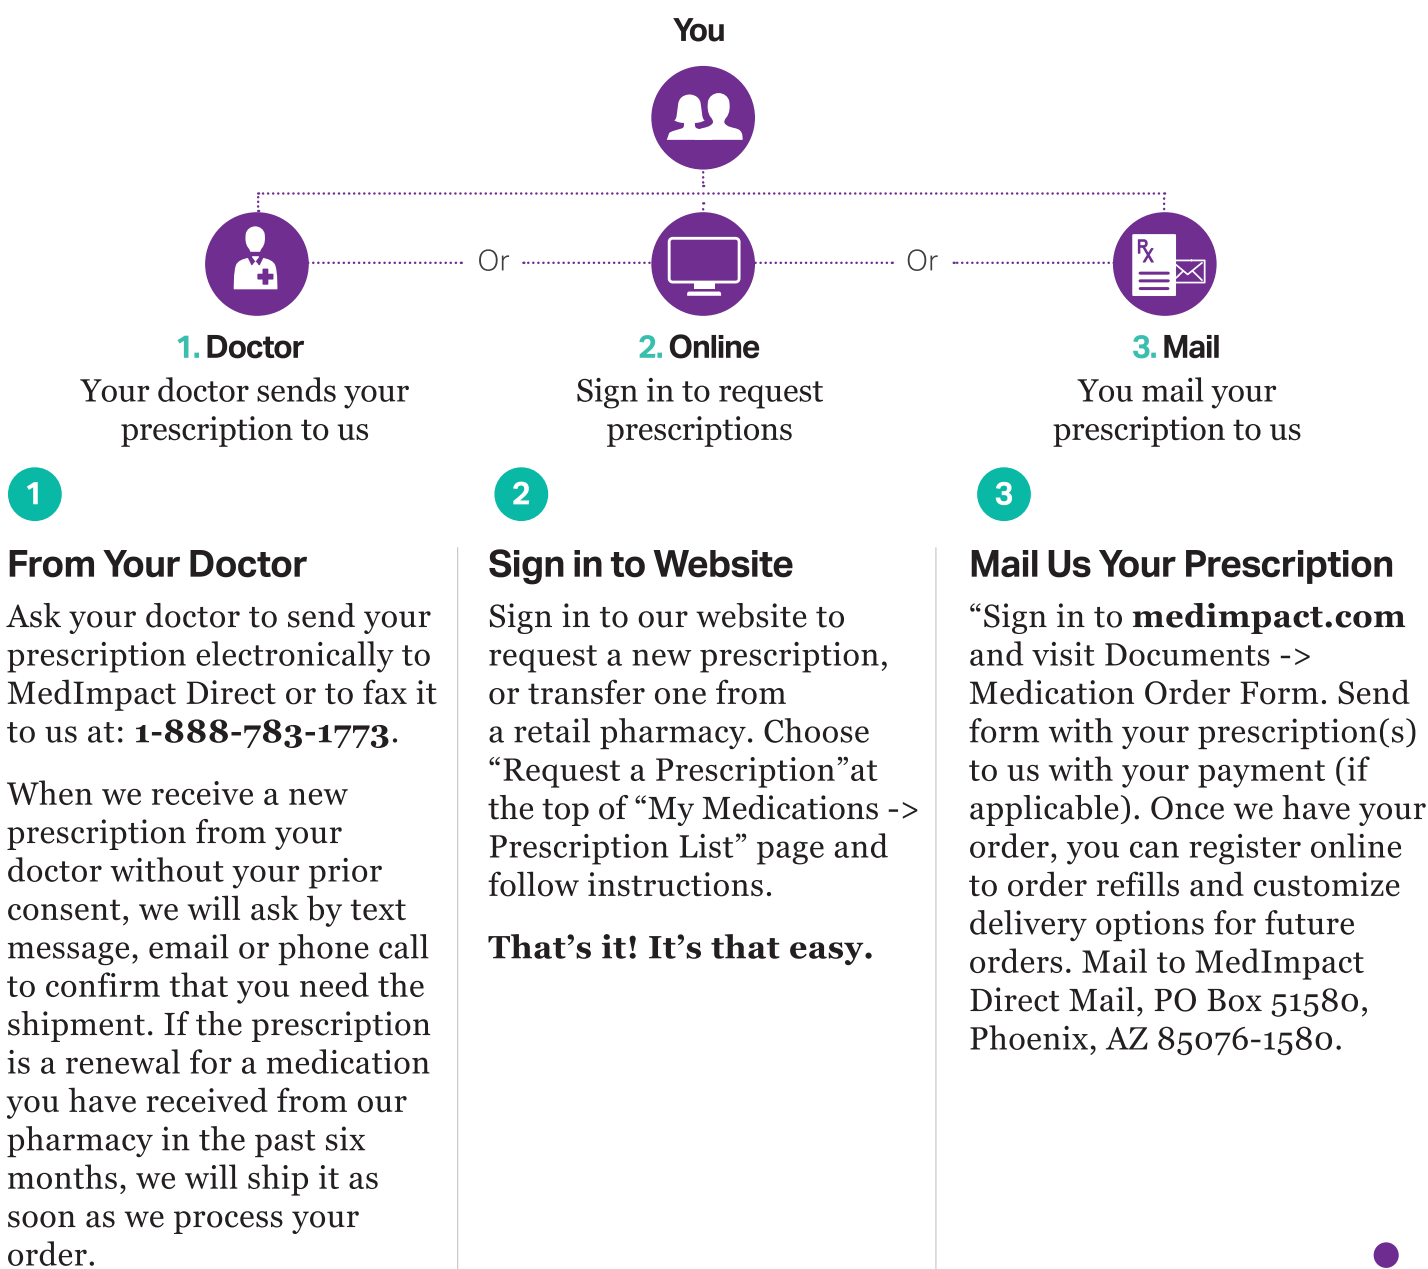 You
Or
Or
1. Doctor
Your doctor sends your
prescription to us
2. Online
Sign in to request
prescriptions
3. Mail
You mail your
prescription to us
1
From Your Doctor
Ask your doctor to send your
prescription electronically to
MedImpact Direct or to fax it
to us at: 1-888-783-1773.
When we receive a new
prescription from your
doctor without your prior
consent, we will ask by text
message, email or phone call
to confirm that you need the
shipment. If the prescription
is a renewal for a medication
you have received from our
pharmacy in the past six
months, we will ship it as
soon as we process your
order.
2
Sign in to Website
Sign in to our website to
request a new prescription,
or transfer one from
a retail pharmacy. Choose
“Request a Prescription”at
the top of “My Medications ->
Prescription List” page and
follow instructions.
That’s it! It’s that easy.
3
Mail Us Your Prescription
“Sign in to medimpact.com
and visit Documents ->
Medication Order Form. Send
form with your prescription(s)
to us with your payment (if
applicable). Once we have your
order, you can register online
to order refills and customize
delivery options for future
orders. Mail to MedImpact
Direct Mail, PO Box 51580,
Phoenix, AZ 85076-1580.
Rx